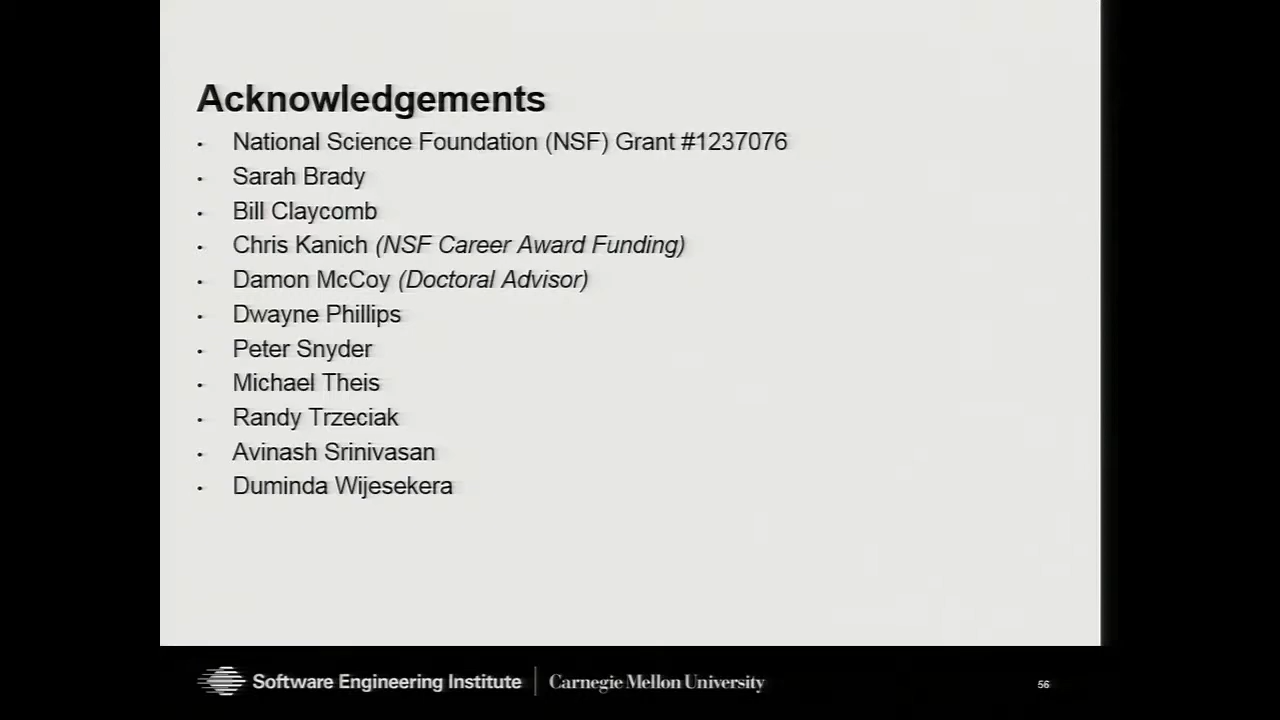 Acknowledgements
• National Science Foundation (NSF) Grant #1237076
• Sarah Brady
• Bill Claycomb
• Chris Kanich (NSF Career Award Funding)
• Damon McCoy (Doctoral Advisor)
• Dwayne Phillips
• Peter Snyder
• Michael Theis
• Randy Trzeciak
• Avinash Srinivasan
• Duminda Wijesekera
Software Engineering Institute | Carnegie Mellon University 56